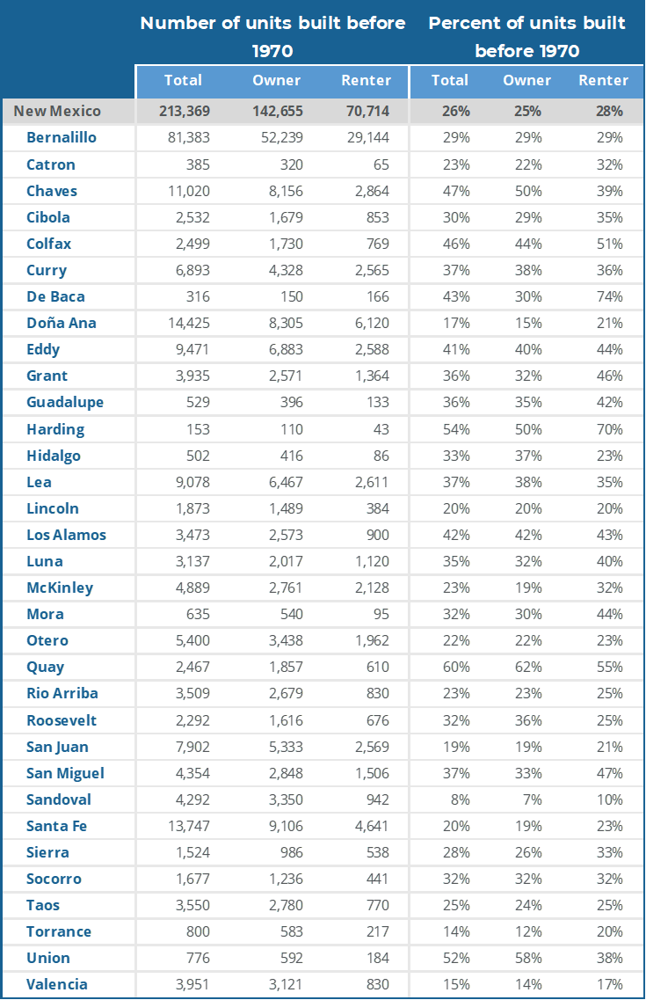 Number of units built before 1970 Percent of units built before 1970
Total Owner Renter Total Owner Renter
New Mexico 213,369 142,655 70,714 26% 25% 28%
Bernalillo 81,383 52,239 29,144 29% 29% 29%
Catron 385 320 65 23% 22% 32%
Chaves 11,020 8,156 2,864 47% 50% 39%
Cibola 2,532 1,679 853 30% 29% 35%
Colfax 2,499 1,730 769 46% 44% 51%
Curry 6,893 4,328 2,565 37% 38% 36%
De Baca 316 150 166 43% 30% 74%
Doña Ana 14,425 8,305 6,120 17% 15% 21%
Eddy 9,471 6,883 2,588 41% 40% 44%
Grant 3,935 2,571 1,364 36% 32% 46%
Guadalupe 529 396 133 36% 35% 42%
Harding 153 110 43 54% 50% 70%
Hidalgo 502 416 86 33% 37% 23%
Lea 9,078 6,467 2,611 37% 38% 35%
Lincoln 1,873 1,489 384 20% 20% 20%
Los Alamos 3,473 2,573 900 42% 42% 43%
Luna 3,137 2,017 1,120 35% 32% 40%
McKinley 4,889 2,761 2,128 23% 19% 32%
Mora 635 540 95 32% 30% 44%
Otero 5,400 3,438 1,962 22% 22% 23%
Quay 2,467 1,857 610 60% 62% 55%
Rio Arriba 3,509 2,679 830 23% 23% 25%
Roosevelt 2,292 1,616 676 32% 36% 25%
San Juan 7,902 5,333 2,569 19% 19% 21%
San Miguel 4,354 2,848 1,506 37% 33% 47%
Sandoval 4,292 3,350 942 8% 7% 10%
Santa Fe 13,747 9,106 4,641 20% 19% 23%
Sierra 1,524 986 538 28% 26% 33%
Socorro 1,677 1,236 441 32% 32% 32%
Taos 3,550 2,780 770 25% 24% 25%
Torrance 800 583 217 14% 12% 20%
Union 776 592 184 52% 58% 38%
Valencia 3,951 3,121 830 15% 14% 17%